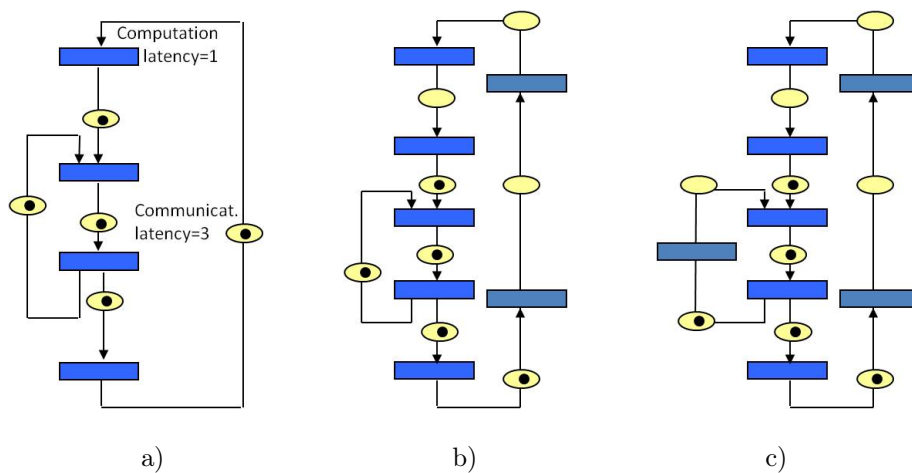 Computation
latency=1
Communicat.
latency=3
a)
b)
c)